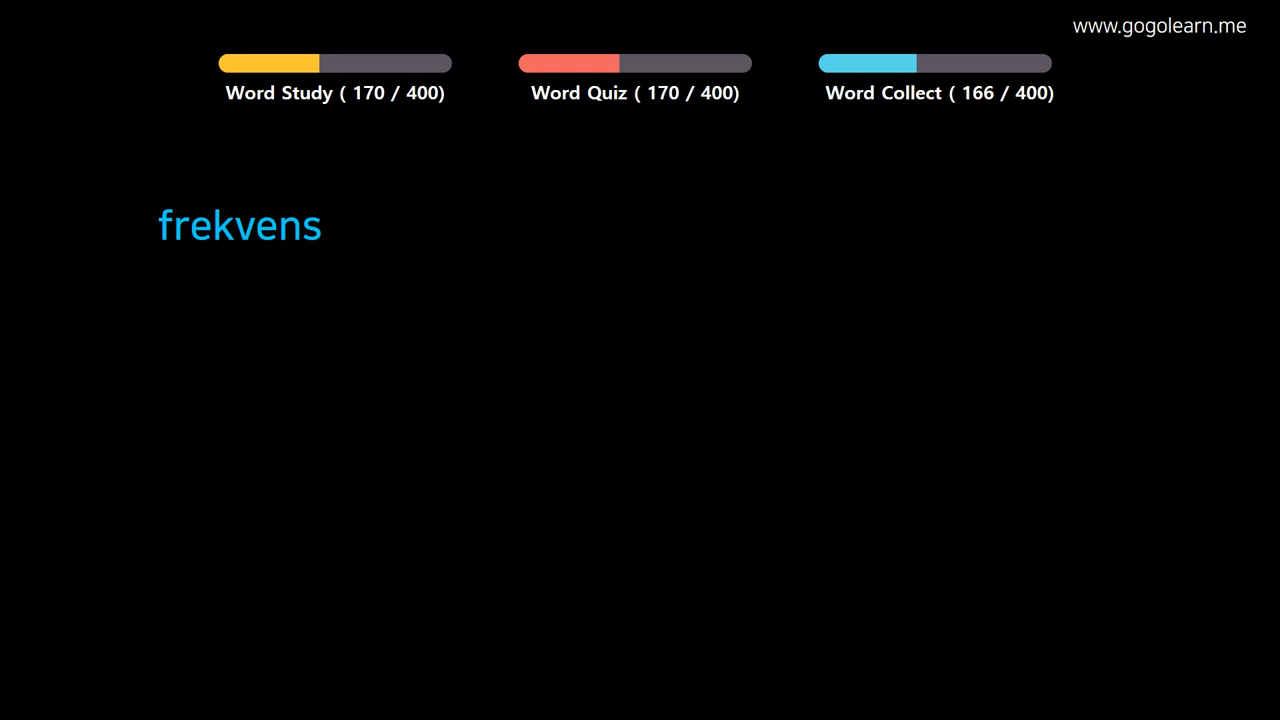 www.gogolearn.me
Word Study ( 170 / 400)
Word Quiz ( 170 / 400)
Word Collect ( 166 / 400)
frekvens